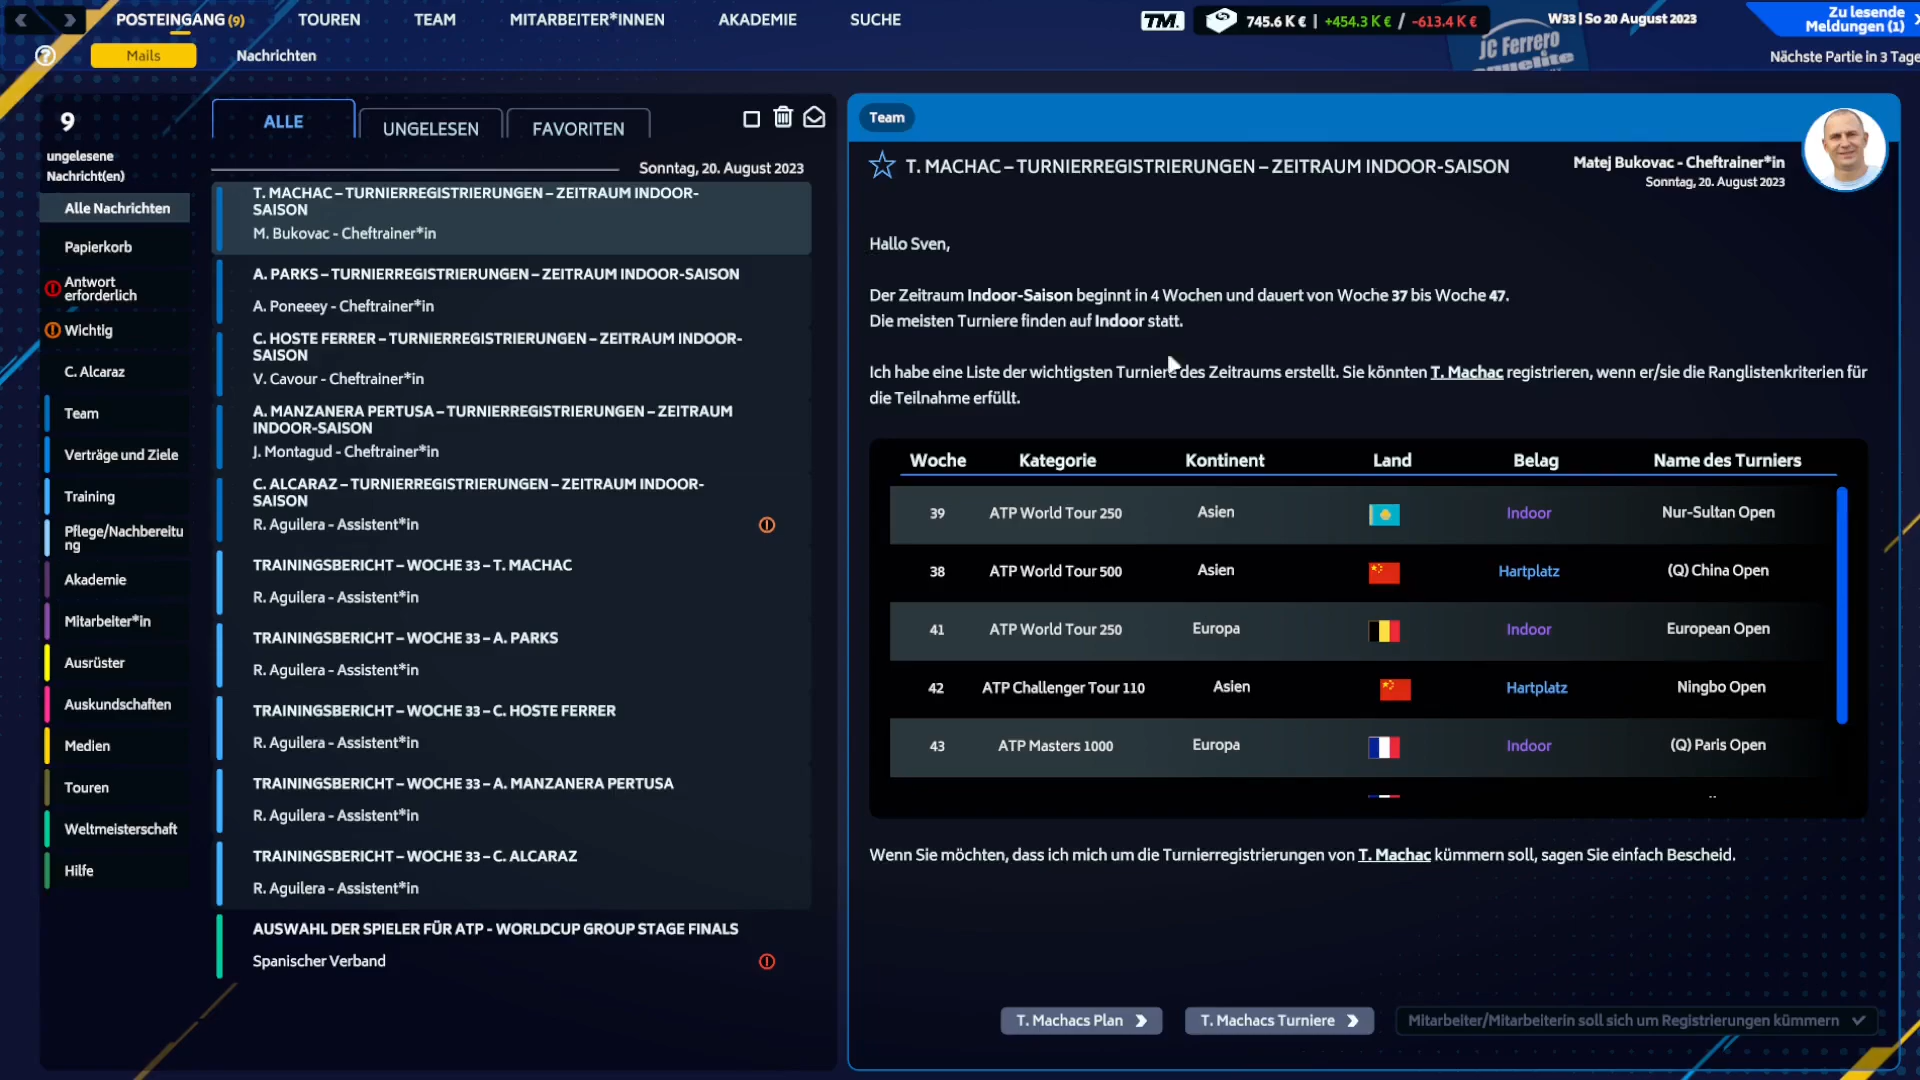 POSTEINGANG (9)
TOUREN
TEAM
MITARBEITER*INNEN
AKADEMIE
SUCHE
TM.
745.6 K € | +454.3 K € / -613.4 K €
JC Ferrero
W33 | So 20 August 2023
Zu lesende
Meldungen (1)
Mails
Nachrichten
Nächste Partie in 3 Tage
9
ungelesene
Nachricht(en)
Alle Nachrichten
Papierkorb
Antwort
erforderlich
Wichtig
C. Alcaraz
Team
Verträge und Ziele
Training
Pflege/Nachbereitu
ng
Akademie
Mitarbeiter*in
Ausrüster
Auskundschaften
Medien
Touren
Weltmeisterschaft
Hilfe
ALLE
UNGELESEN
FAVORITEN
Sonntag, 20. August 2023
T. MACHAC – TURNIERREGISTRIERUNGEN – ZEITRAUM INDOOR-
SAISON
M. Bukovac - Cheftrainer*in
A. PARKS – TURNIERREGISTRIERUNGEN – ZEITRAUM INDOOR-SAISON
A. Poneeey - Cheftrainer*in
C. HOSTE FERRER – TURNIERREGISTRIERUNGEN – ZEITRAUM INDOOR-
SAISON
V. Cavour - Cheftrainer*in
A. MANZANERA PERTUSA – TURNIERREGISTRIERUNGEN – ZEITRAUM
INDOOR-SAISON
J. Montagud - Cheftrainer*in
C. ALCARAZ – TURNIERREGISTRIERUNGEN – ZEITRAUM INDOOR-
SAISON
R. Aguilera - Assistent*in
TRAININGSBERICHT – WOCHE 33 – T. MACHAC
R. Aguilera - Assistent*in
TRAININGSBERICHT – WOCHE 33 – A. PARKS
R. Aguilera - Assistent*in
TRAININGSBERICHT – WOCHE 33 – C. HOSTE FERRER
R. Aguilera - Assistent*in
TRAININGSBERICHT – WOCHE 33 – A. MANZANERA PERTUSA
R. Aguilera - Assistent*in
TRAININGSBERICHT – WOCHE 33 – C. ALCARAZ
R. Aguilera - Assistent*in
AUSWAHL DER SPIELER FÜR ATP - WORLDCUP GROUP STAGE FINALS
Spanischer Verband
Team
T. MACHAC – TURNIERREGISTRIERUNGEN – ZEITRAUM INDOOR-SAISON
Matej Bukovac - Cheftrainer*in
Sonntag, 20. August 2023
Hallo Sven,
Der Zeitraum Indoor-Saison beginnt in 4 Wochen und dauert von Woche 37 bis Woche 47.
Die meisten Turniere finden auf Indoor statt.
Ich habe eine Liste der wichtigsten Turniere des Zeitraums erstellt. Sie könnten T. Machac registrieren, wenn er/sie die Ranglistenkriterien für
die Teilnahme erfüllt.
Woche Kategorie Kontinent Land Belag Name des Turniers
39 ATP World Tour 250 Asien Indoor Nur-Sultan Open
38 ATP World Tour 500 Asien Hartplatz (Q) China Open
41 ATP World Tour 250 Europa Indoor European Open
42 ATP Challenger Tour 110 Asien Hartplatz Ningbo Open
43 ATP Masters 1000 Europa Indoor (Q) Paris Open
Wenn Sie möchten, dass ich mich um die Turnierregistrierungen von T. Machac kümmern soll, sagen Sie einfach Bescheid.
T. Machacs Plan
T. Machacs Turniere
Mitarbeiter/Mitarbeiterin soll sich um Registrierungen kümmern